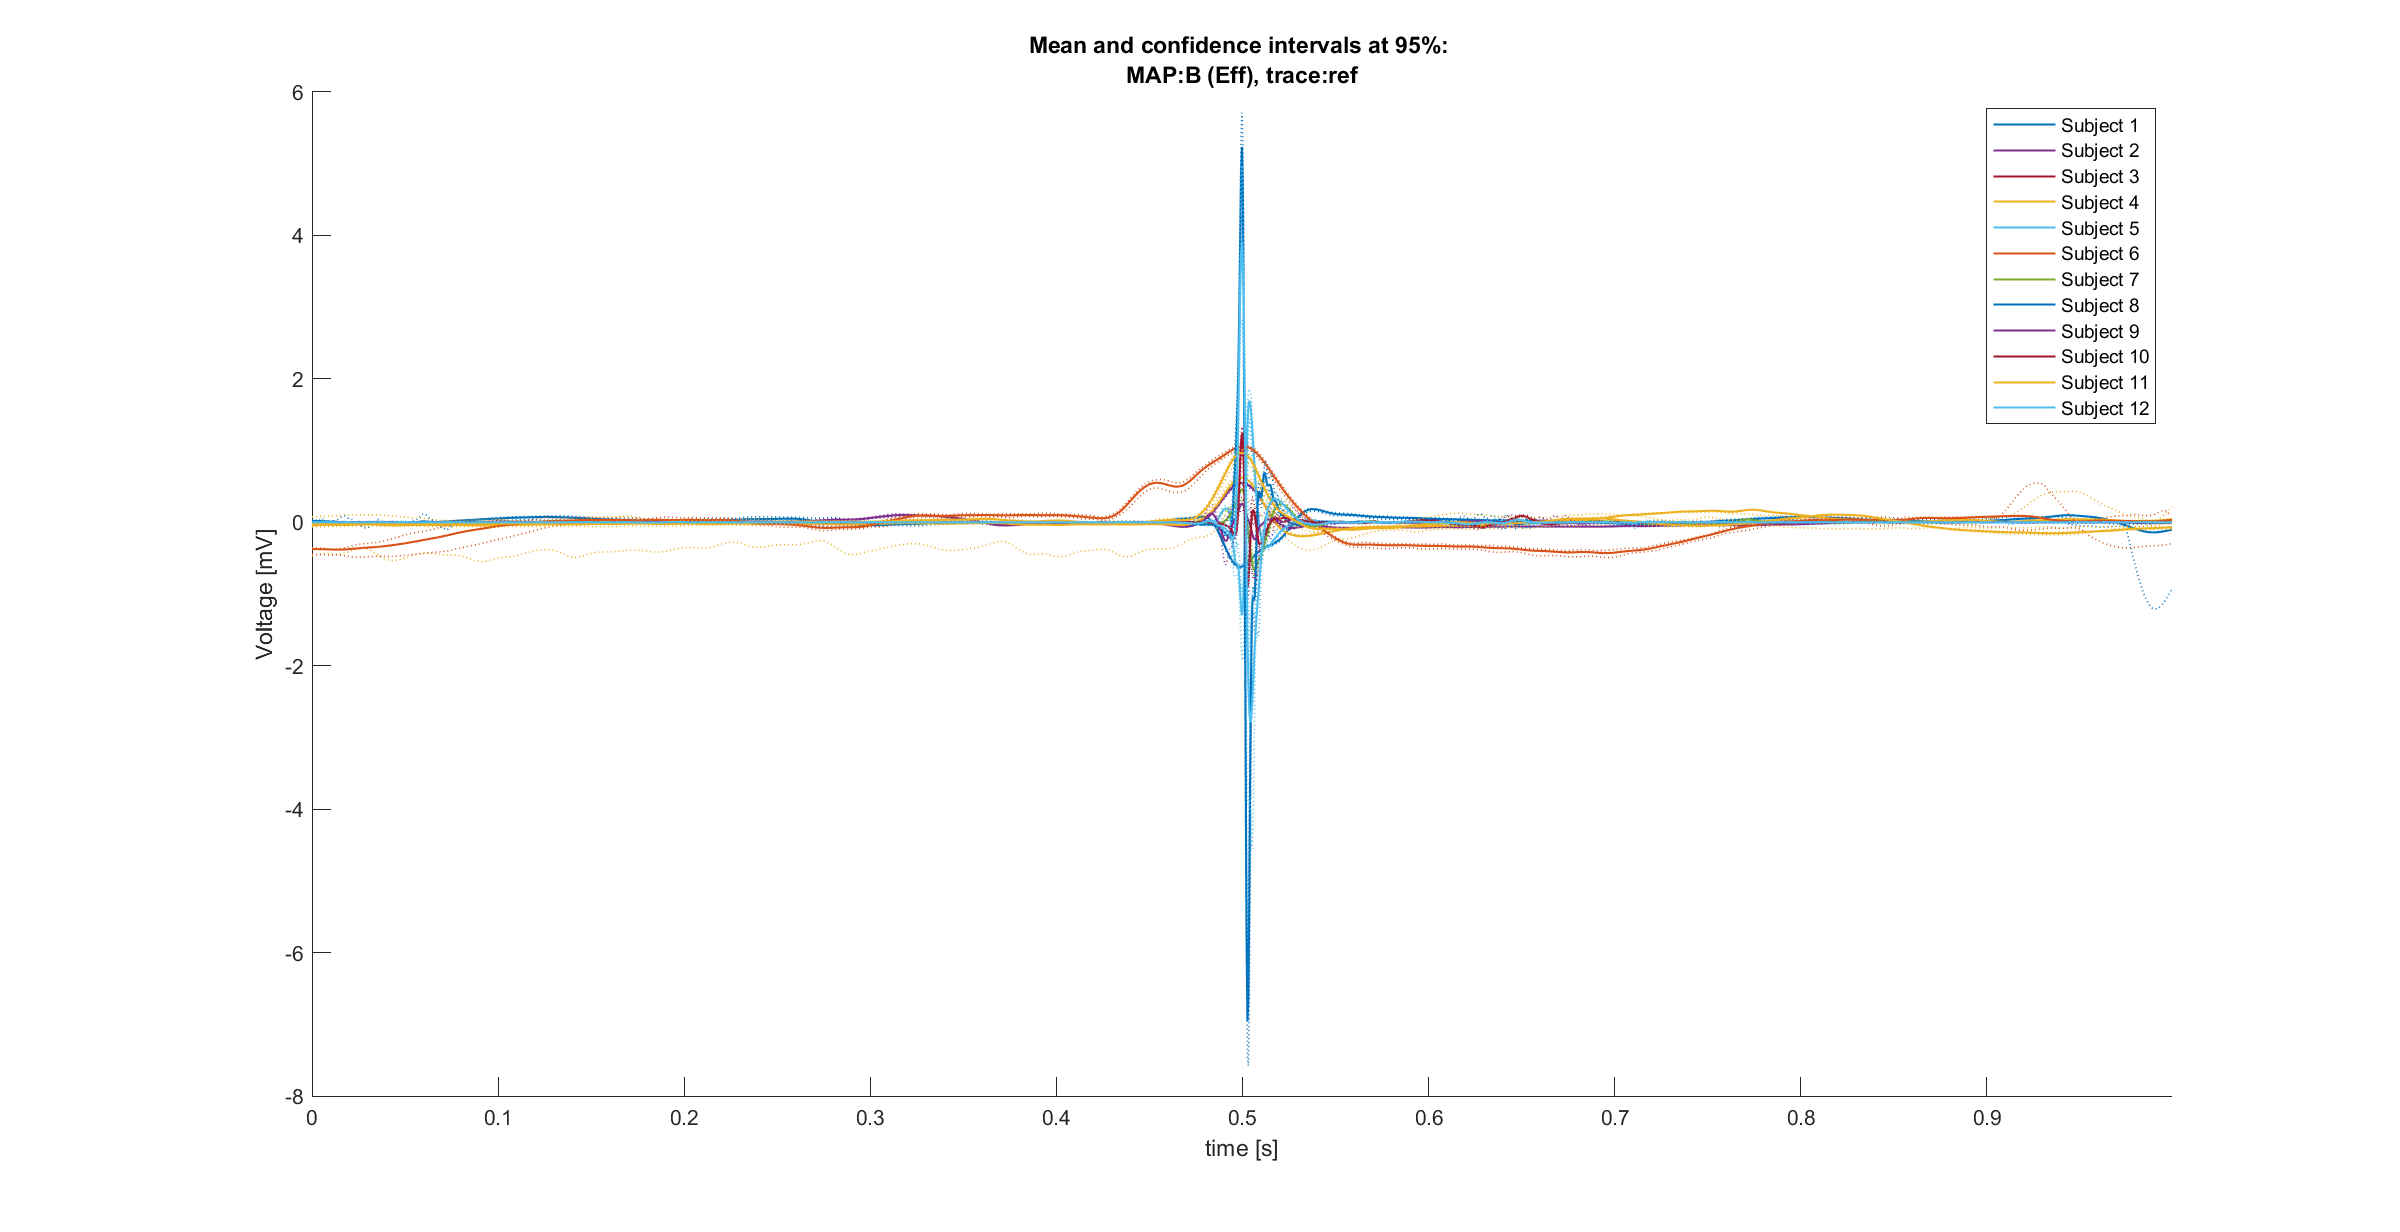 Mean and confidence intervals at 95%:
MAP:B (Eff), trace:ref
6
4
2
0
-2
-4
-6
-8
Voltage [mV]
0 0.1 0.2 0.3 0.4 0.5 0.6 0.7 0.8 0.9
time [s]
Subject 1
Subject 2
Subject 3
Subject 4
Subject 5
Subject 6
Subject 7
Subject 8
Subject 9
Subject 10
Subject 11
Subject 12